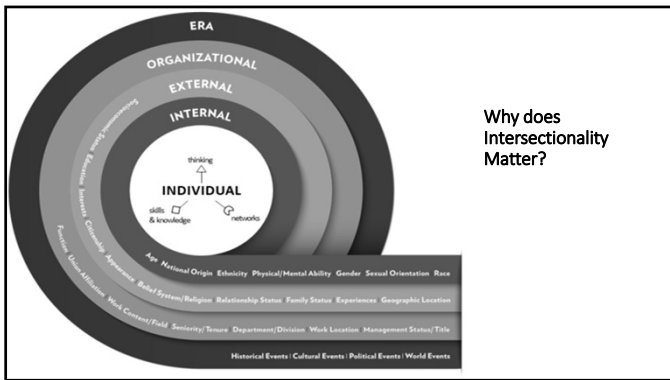 ERA
ORGANIZATIONAL
EXTERNAL
INTERNAL
thinking
INDIVIDUAL
skills
& knowledge
networks
Age National Origin Ethnicity Physical/Mental Ability Gender Sexual Orientation Race
Socioeconomic Status Education Interests Citizenship Appearance Belief System/Religion Relationship Status Family Status Experiences Geographic Location
Function Union Affiliation Work Content/Field Seniority/Tenure Department/Division Work Location Management Status/Title
Historical Events | Cultural Events | Political Events | World Events
Why does
Intersectionality
Matter?